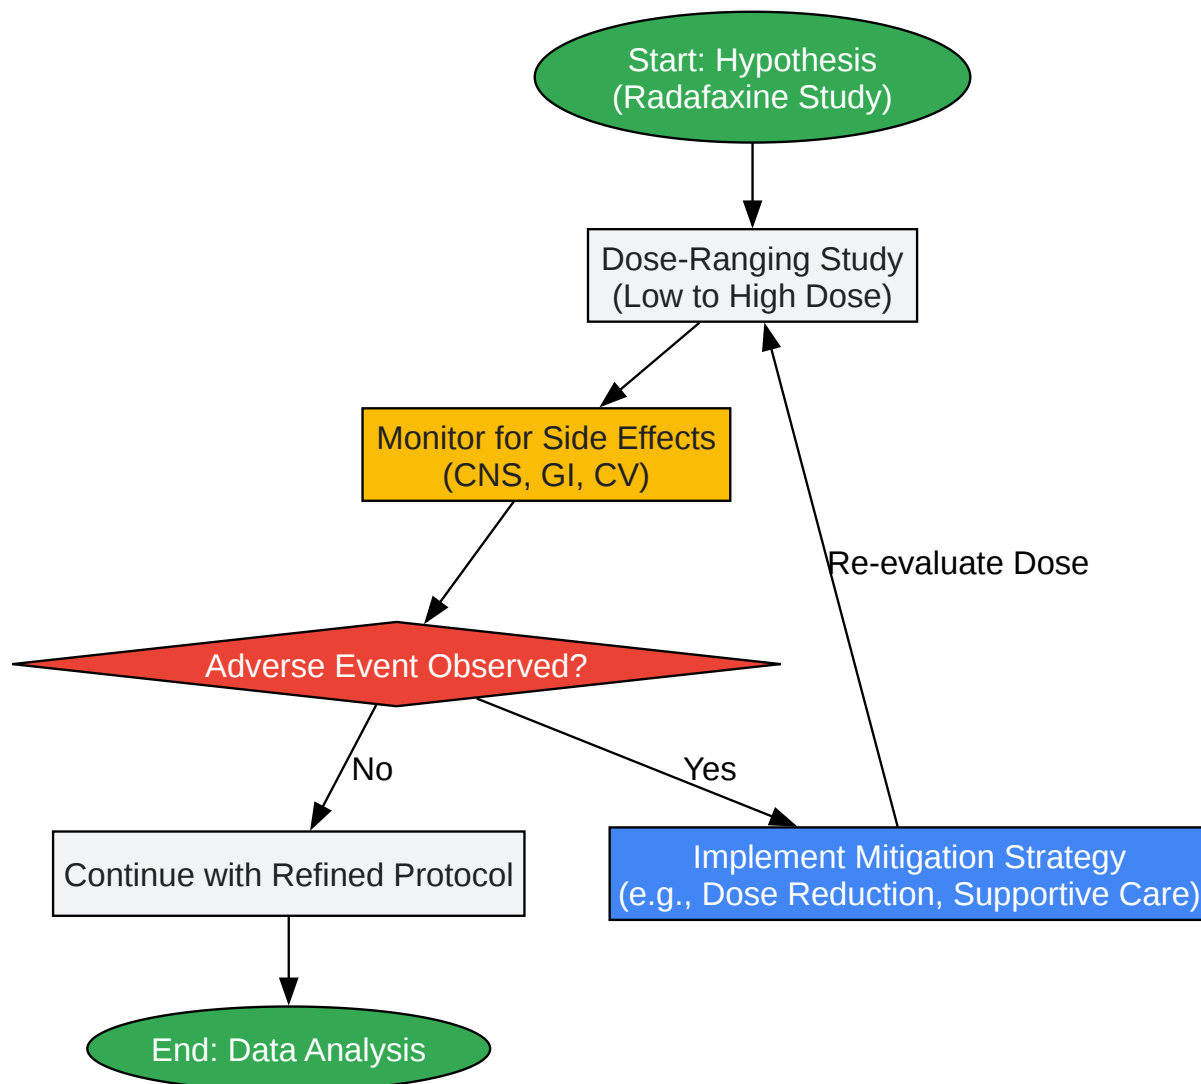 Start: Hypothesis
(Radafaxine Study)
Dose-Ranging Study
(Low to High Dose)
Monitor for Side Effects
(CNS, GI, CV)
Re-evaluate Dose
Adverse Event Observed?
No
Yes
Continue with Refined Protocol
Implement Mitigation Strategy
(e.g., Dose Reduction, Supportive Care)
End: Data Analysis